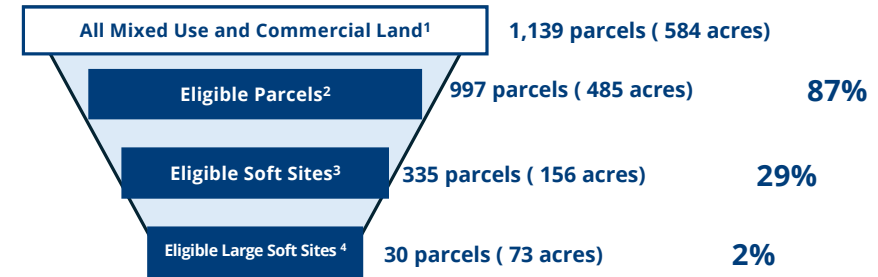 All Mixed Use and Commercial Land¹ 1,139 parcels ( 584 acres)
Eligible Parcels² 997 parcels ( 485 acres) 87%
Eligible Soft Sites³ 335 parcels ( 156 acres) 29%
Eligible Large Soft Sites ⁴ 30 parcels ( 73 acres) 2%